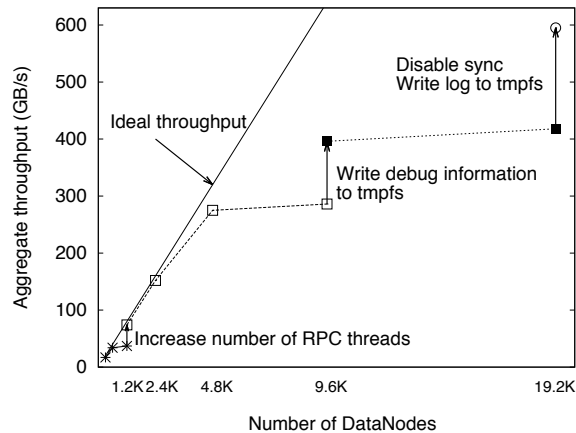 600
500
400
300
200
100
0
Aggregate throughput (GB/s)
Disable sync
Write log to tmpfs
Ideal throughput
Write debug information
to tmpfs
Increase number of RPC threads
1.2K 2.4K 4.8K 9.6K 19.2K
Number of DataNodes